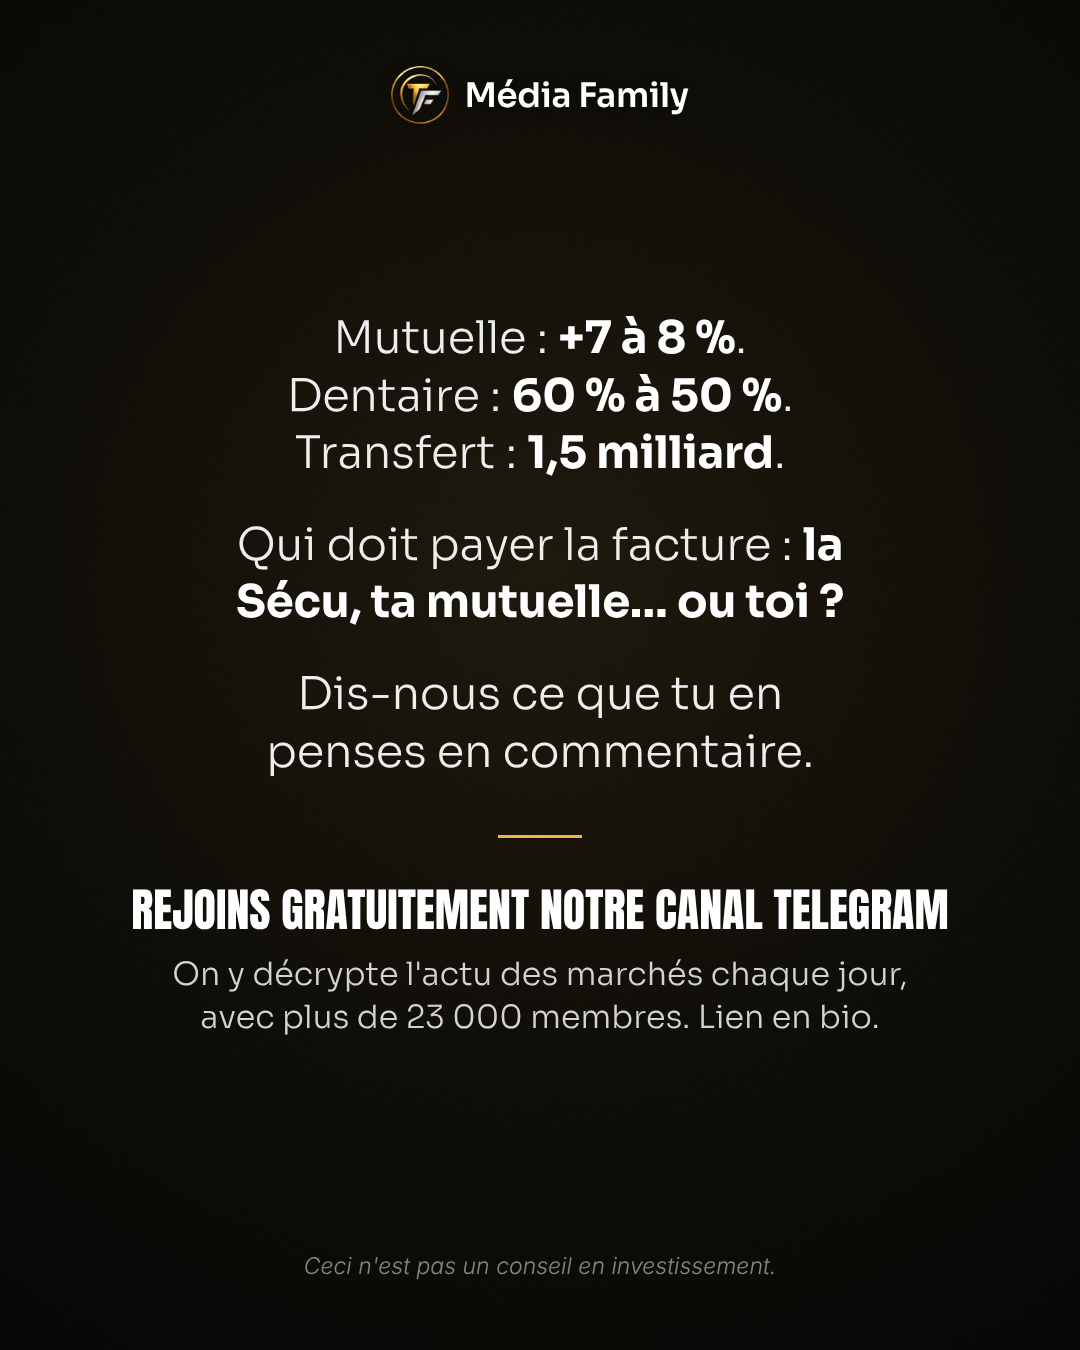 TF Média Family
Mutuelle : +7 à 8 %.
Dentaire : 60 % à 50 %.
Transfert : 1,5 milliard.
Qui doit payer la facture : la
Sécu, ta mutuelle... ou toi ?
Dis-nous ce que tu en
penses en commentaire.
REJOINS GRATUITEMENT NOTRE CANAL TELEGRAM
On y décrypte l'actu des marchés chaque jour,
avec plus de 23 000 membres. Lien en bio.
Ceci n'est pas un conseil en investissement.